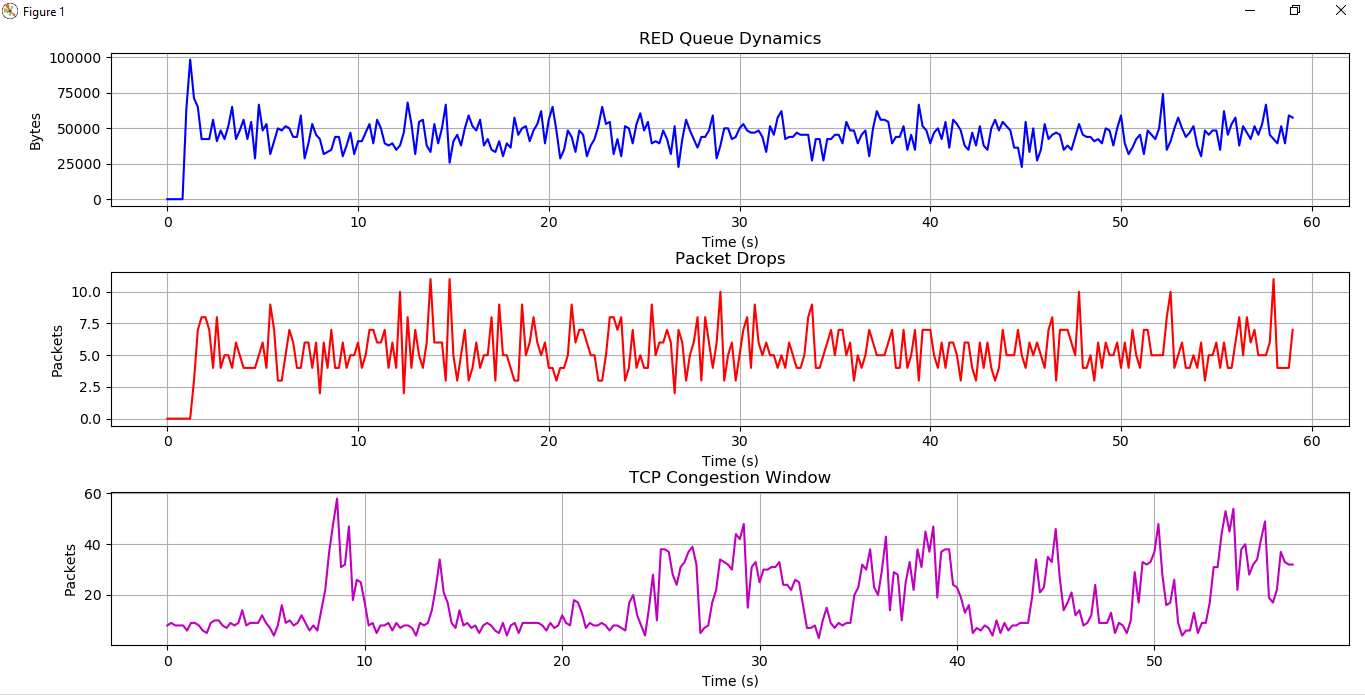 Figure 1
RED Queue Dynamics
100000
75000
50000
25000
0
Bytes
0 10 20 30 40 50 60
Time (s)
Packet Drops
10.0
7.5
5.0
2.5
0.0
Packets
0 10 20 30 40 50 60
Time (s)
TCP Congestion Window
60
40
20
Packets
0 10 20 30 40 50
Time (s)